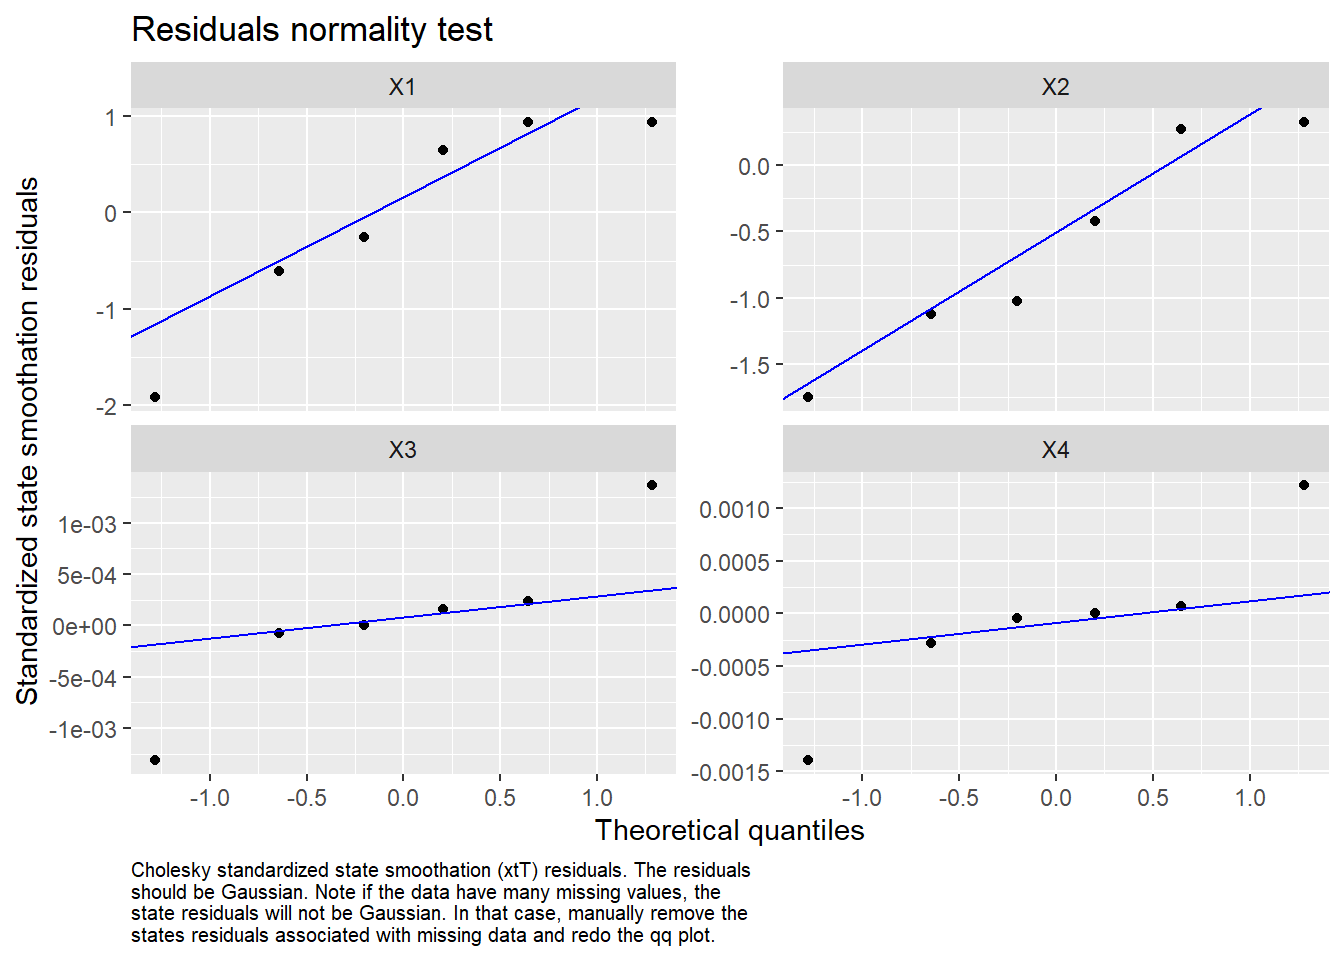 Residuals normality test
X1
X2
1
0
-1
-2
0.0
-0.5
-1.0
-1.5
Standardized state smoothation residuals
X3
X4
1e-03
5e-04
0e+00
-5e-04
-1e-03
0.0010
0.0005
0.0000
-0.0005
-0.0010
-0.0015
-1.0 -0.5 0.0 0.5 1.0
-1.0 -0.5 0.0 0.5 1.0
Theoretical quantiles
Cholesky standardized state smoothation (xtT) residuals. The residuals
should be Gaussian. Note if the data have many missing values, the
state residuals will not be Gaussian. In that case, manually remove the
states residuals associated with missing data and redo the qq plot.